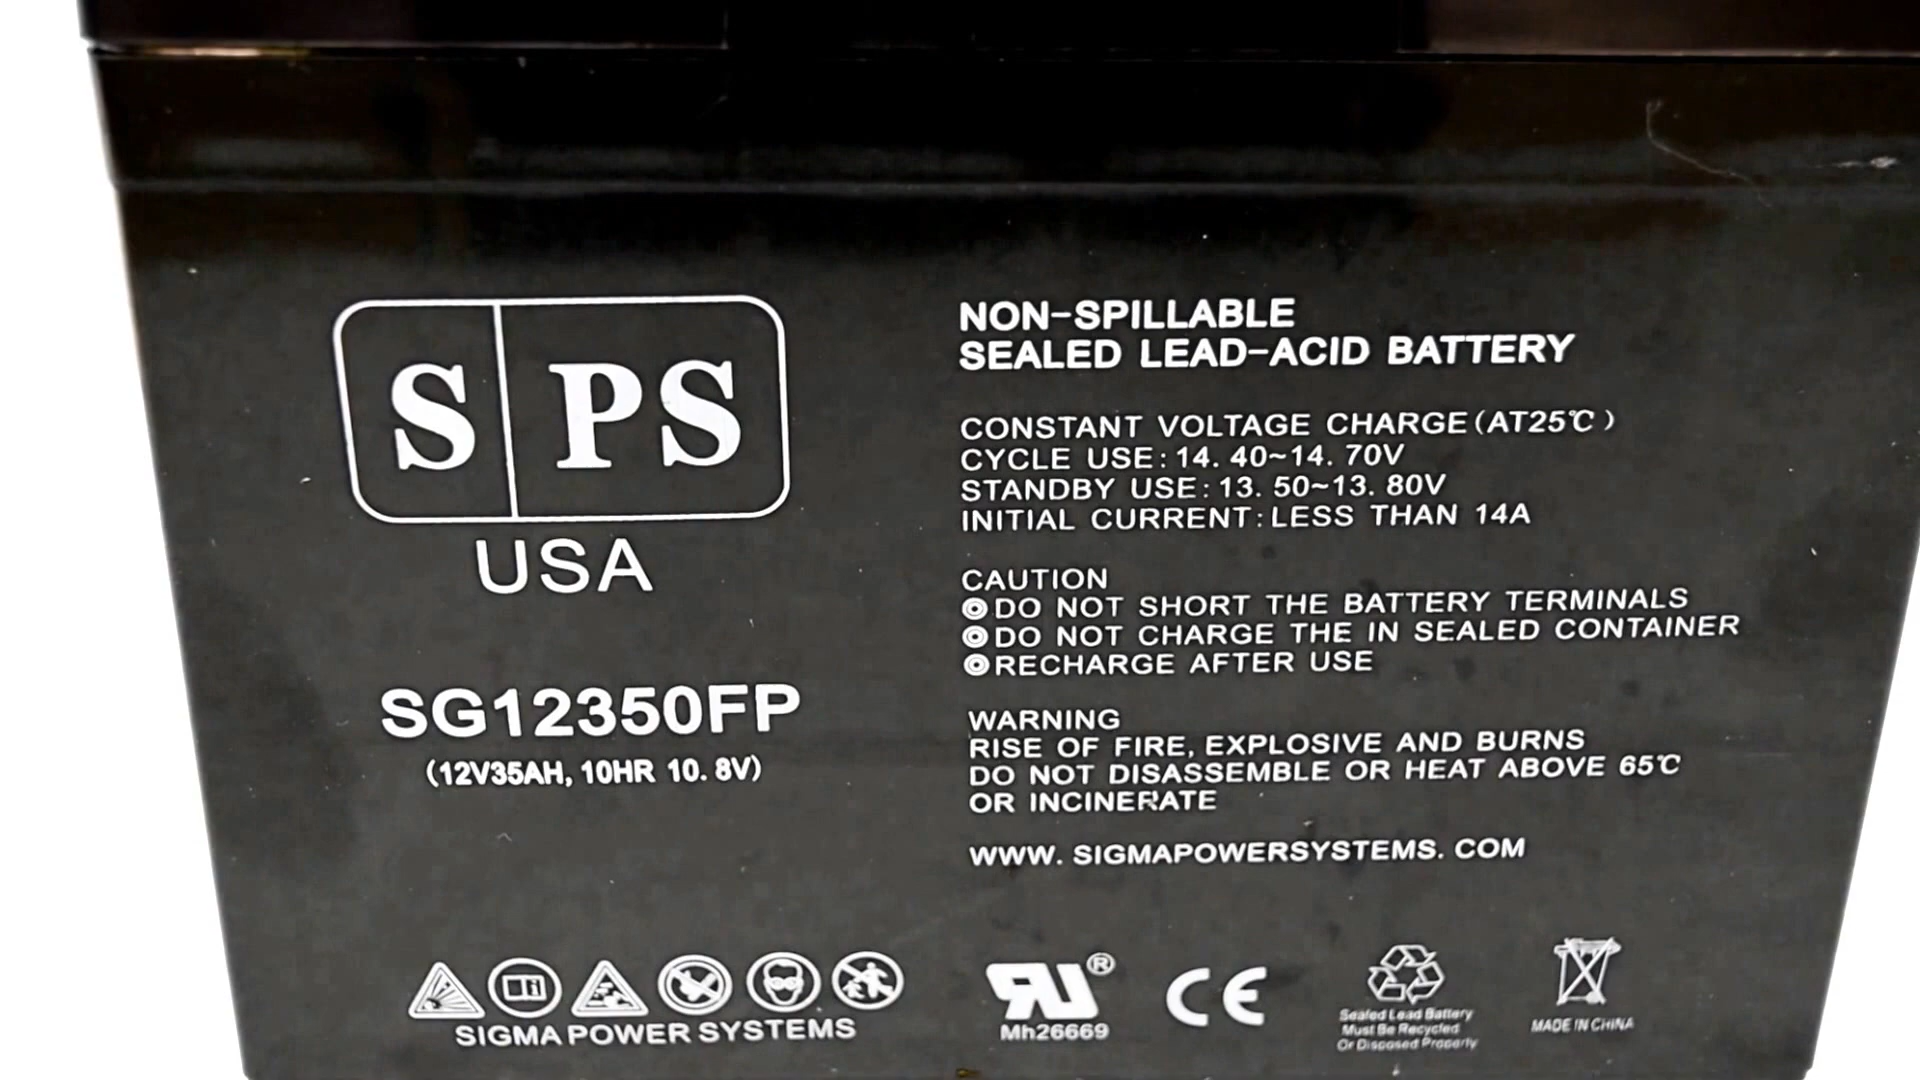 S PS
USA
SG12350FP
(12V35AH, 10HR 10. 8V)
NON-SPILLABLE
SEALED LEAD-ACID BATTERY
CONSTANT VOLTAGE CHARGE(AT25℃)
CYCLE USE:14. 40~14. 70V
STANDBY USE:13. 50~13. 80V
INITIAL CURRENT:LESS THAN 14A
CAUTION
◎DO NOT SHORT THE BATTERY TERMINALS
◎DO NOT CHARGE THE IN SEALED CONTAINER
◎RECHARGE AFTER USE
WARNING
RISE OF FIRE, EXPLOSIVE AND BURNS
DO NOT DISASSEMBLE OR HEAT ABOVE 65℃
OR INCINERATE
WWW. SIGMAPOWERSYSTEMS. COM
SIGMA POWER SYSTEMS
RU®
Mh26669
CE
Sealed Lead Battery
Must Be Recycled
Or Disposed Properly
MADE IN CHINA